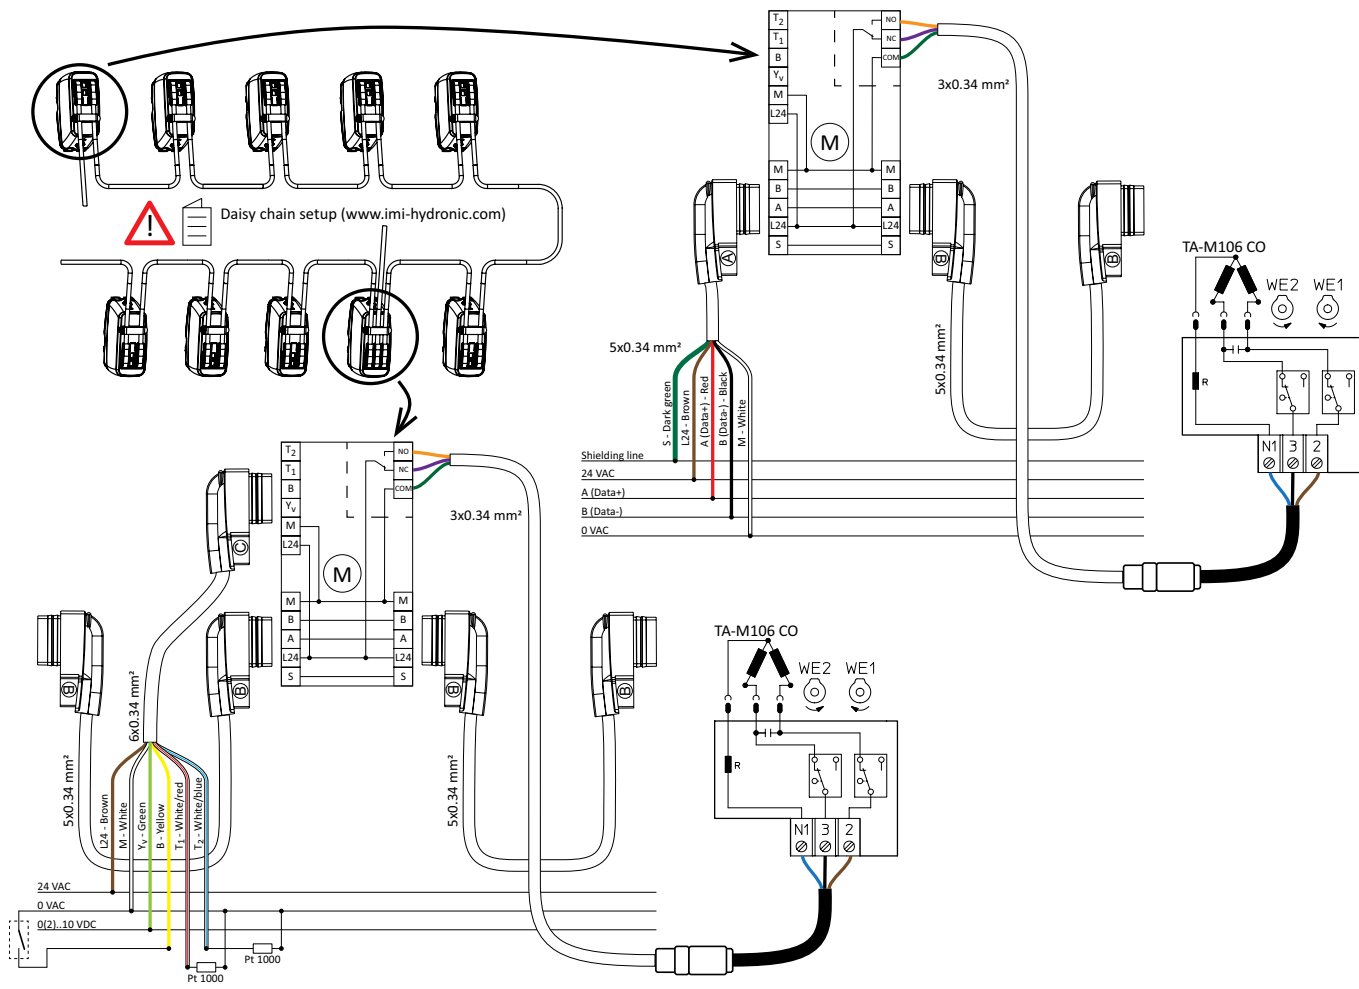 T2
T1
B
Yv
M
L24
NO
NC
COM
3x0.34 mm²
M
M
B
A
L24
S
M
B
A
L24
S
Daisy chain setup (www.imi-hydronic.com)
A
B
B
5x0.34 mm²
5x0.34 mm²
S - Dark green
L24 - Brown
A (Data+) - Red
B (Data-) - Black
M - White
Shielding line
24 VAC
A (Data+)
B (Data-)
0 VAC
TA-M106 CO
WE2
WE1
R
N1
3
2
T2
T1
B
Yv
M
L24
NO
NC
COM
3x0.34 mm²
M
M
B
A
L24
S
M
B
A
L24
S
C
B
B
B
B
6x0.34 mm²
5x0.34 mm²
5x0.34 mm²
L24 - Brown
M - White
Yv - Green
B - Yellow
T1 - White/red
T2 - White/blue
24 VAC
0 VAC
0(2)..10 VDC
Pt 1000
Pt 1000
TA-M106 CO
WE2
WE1
R
N1
3
2